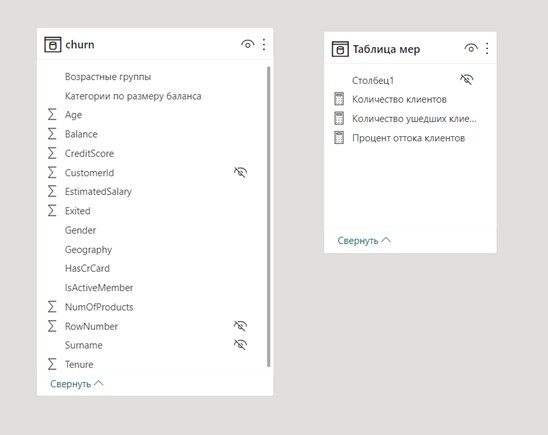 churn
Возрастные группы
Категории по размеру баланса
Age
Balance
CreditScore
CustomerId
EstimatedSalary
Exited
Gender
Geography
HasCrCard
IsActiveMember
NumOfProducts
RowNumber
Surname
Tenure
Свернуть
Таблица мер
Столбец1
Количество клиентов
Количество ушедших клие...
Процент оттока клиентов
Свернуть